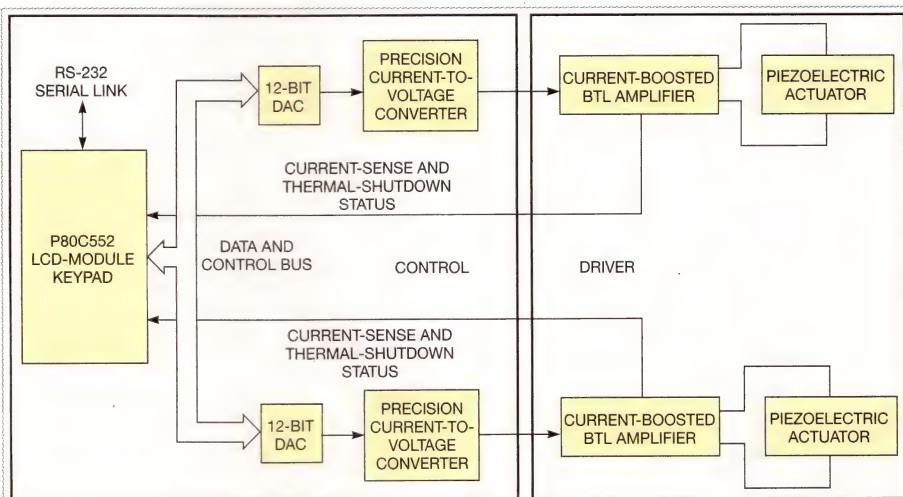 RS-232
SERIAL LINK
12-BIT
DAC
PRECISION
CURRENT-TO-
VOLTAGE
CONVERTER
CURRENT-BOOSTED
BTL AMPLIFIER
PIEZOELECTRIC
ACTUATOR
CURRENT-SENSE AND
THERMAL-SHUTDOWN
STATUS
P80C552
LCD-MODULE
KEYPAD
DATA AND
CONTROL BUS
CONTROL
DRIVER
CURRENT-SENSE AND
THERMAL-SHUTDOWN
STATUS
12-BIT
DAC
PRECISION
CURRENT-TO-
VOLTAGE
CONVERTER
CURRENT-BOOSTED
BTL AMPLIFIER
PIEZOELECTRIC
ACTUATOR